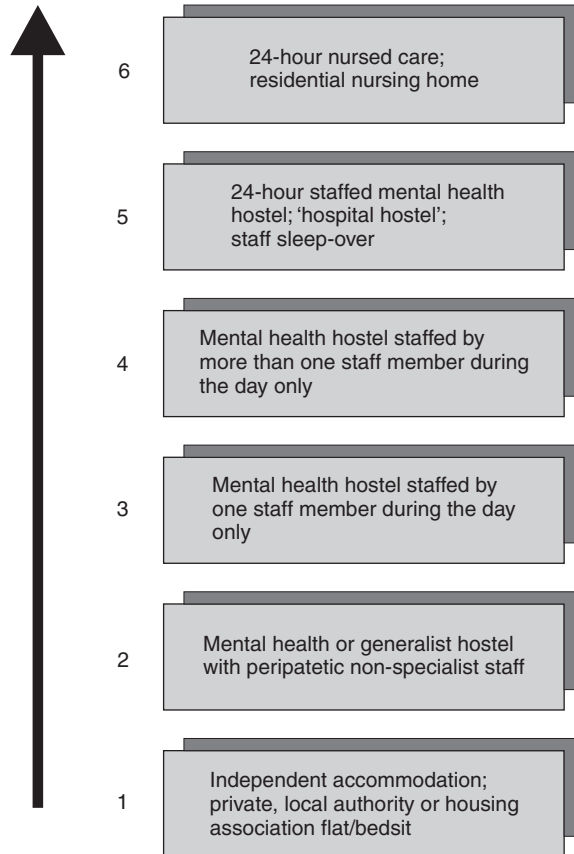 6
24-hour nursed care;
residential nursing home
5
24-hour staffed mental health
hostel; ‘hospital hostel’;
staff sleep-over
4
Mental health hostel staffed by
more than one staff member during
the day only
3
Mental health hostel staffed by
one staff member during the day
only
2
Mental health or generalist hostel
with peripatetic non-specialist staff
1
Independent accommodation;
private, local authority or housing
association flat/bedsit